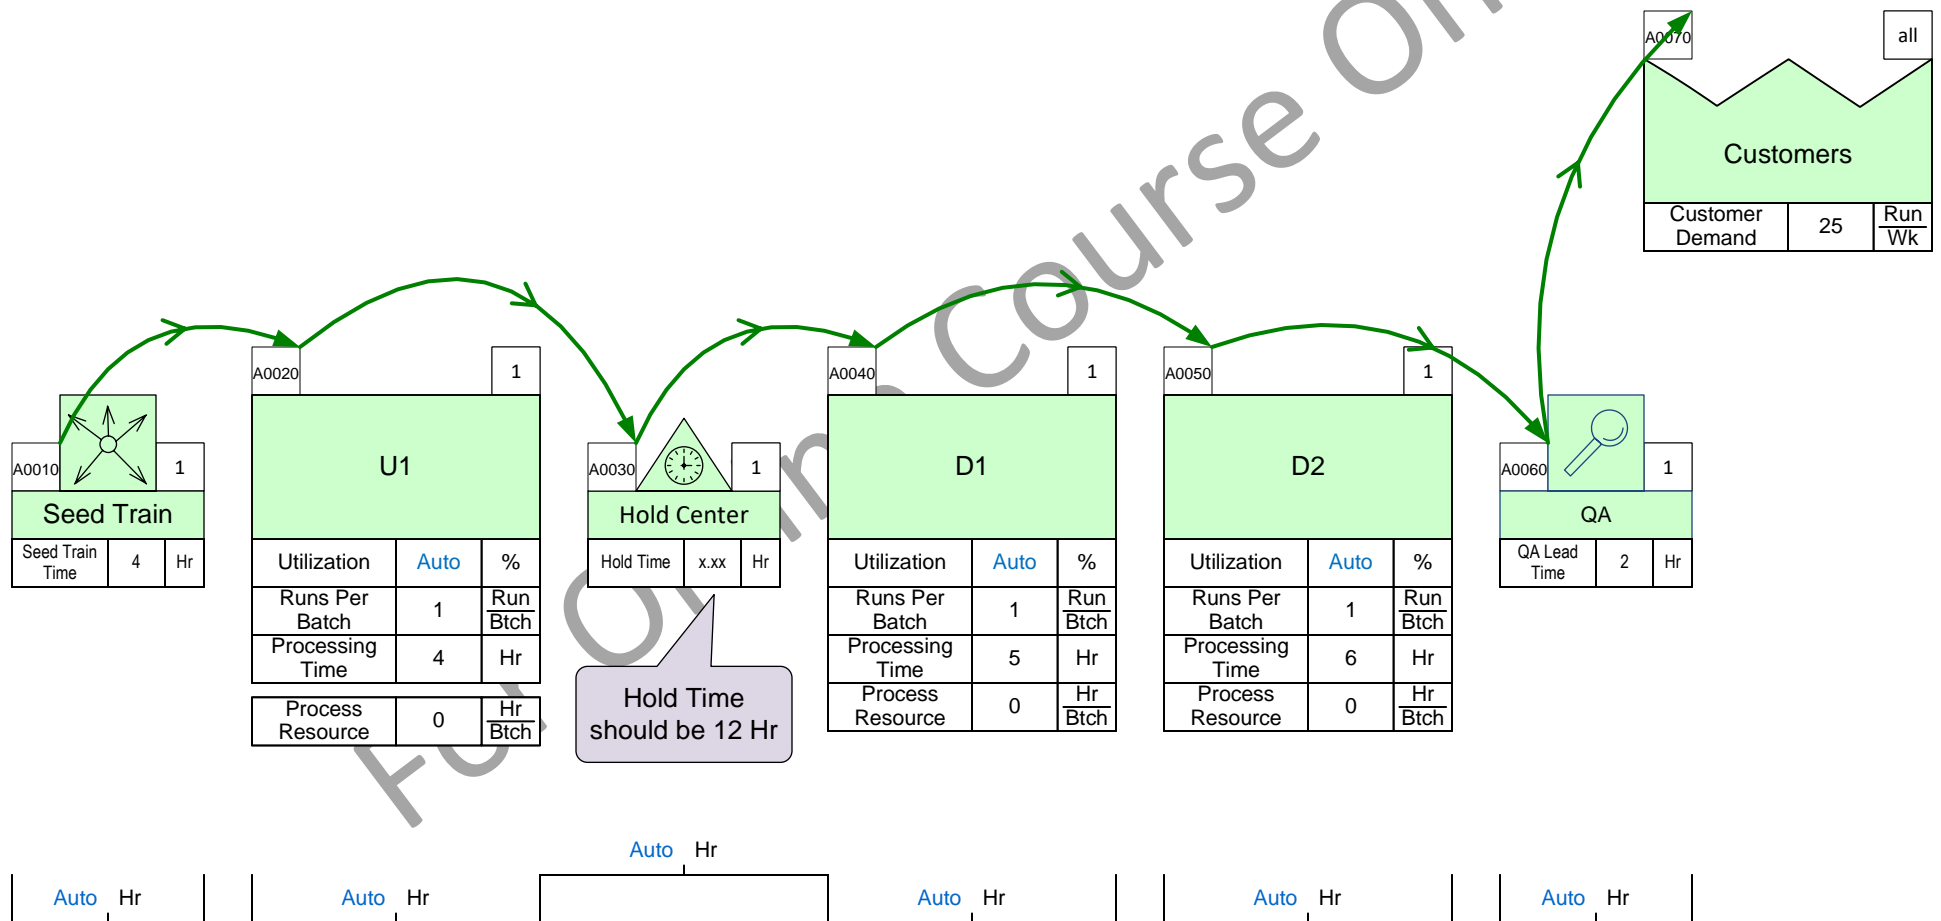 A0070
all
Customers
Customer Demand
25
Run
Wk
A0010
1
Seed Train
Seed Train Time
4
Hr
A0020
1
U1
Utilization
Auto
%
Runs Per Batch
1
Run
Btch
Processing Time
4
Hr
Process Resource
0
Hr
Btch
A0030
1
Hold Center
Hold Time
x.xx
Hr
Hold Time
should be 12 Hr
A0040
1
D1
Utilization
Auto
%
Runs Per Batch
1
Run
Btch
Processing Time
5
Hr
Process Resource
0
Hr
Btch
A0050
1
D2
Utilization
Auto
%
Runs Per Batch
1
Run
Btch
Processing Time
6
Hr
Process Resource
0
Hr
Btch
A0060
1
QA
QA Lead Time
2
Hr
Auto Hr
Auto Hr
Auto Hr
Auto Hr
Auto Hr
Auto Hr
For
Course